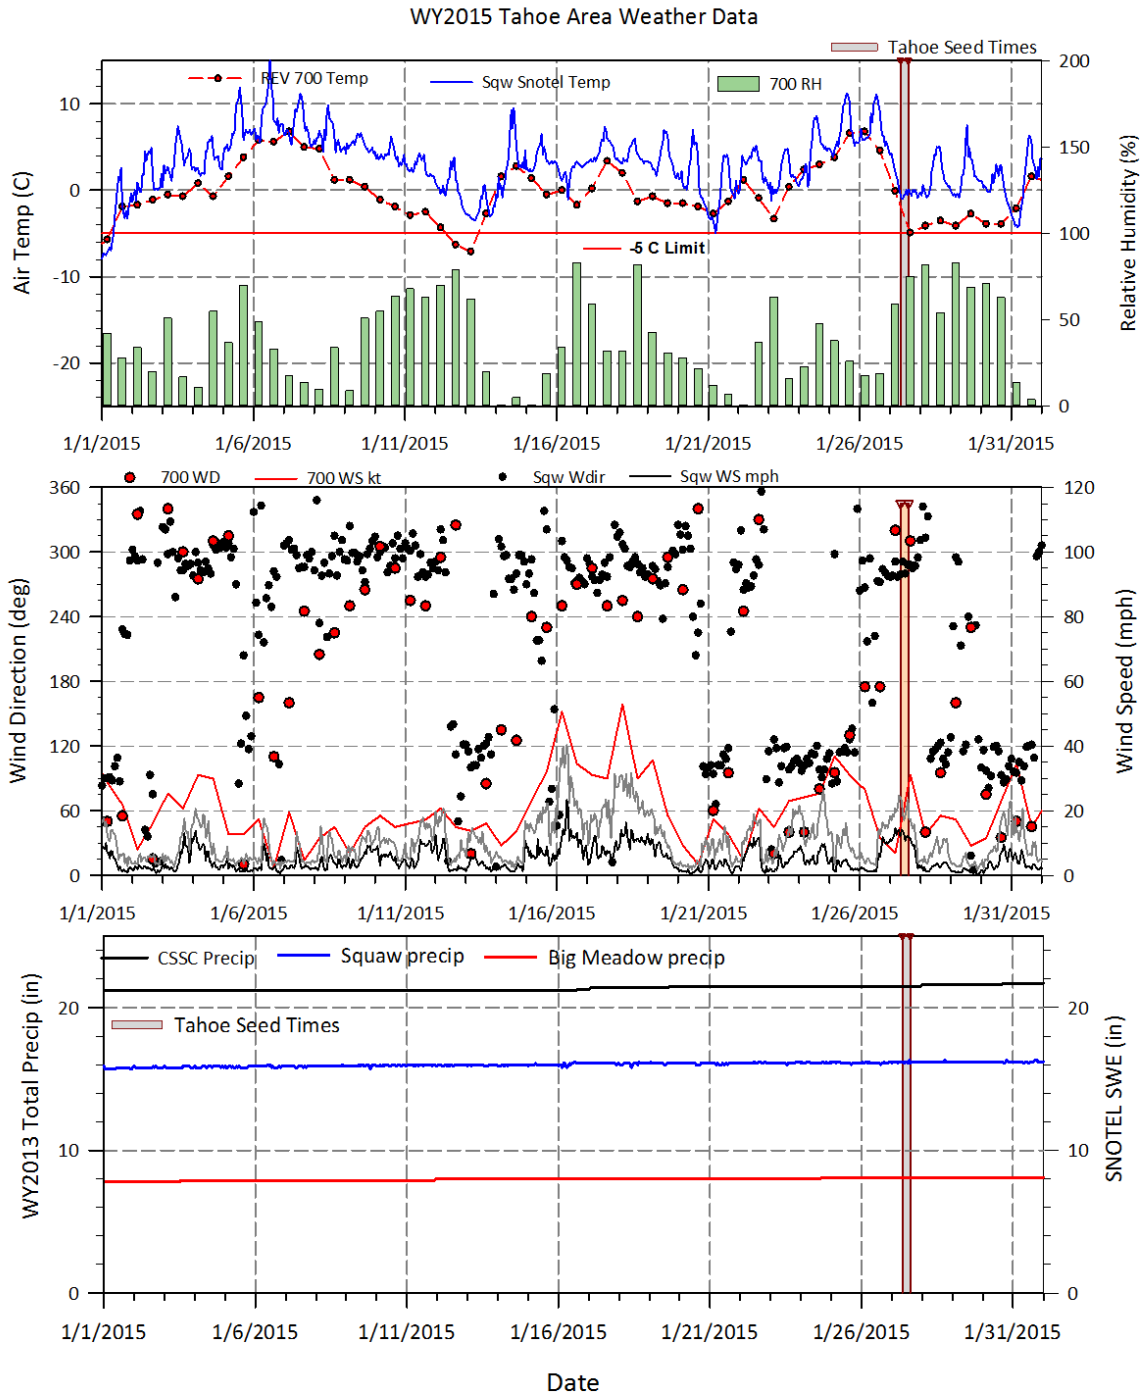 WY2015 Tahoe Area Weather Data
Tahoe Seed Times
REV 700 Temp
Sqw Snotel Temp
700 RH
Air Temp (C)
10
0
-10
-20
-5 C Limit
200
150
100
50
0
Relative Humidity (%)
1/1/2015 1/6/2015 1/11/2015 1/16/2015 1/21/2015 1/26/2015 1/31/2015
700 WD 700 WS kt Sqw Wdir Sqw WS mph
Wind Direction (deg)
360
300
240
180
120
60
0
120
100
80
60
40
20
0
Wind Speed (mph)
1/1/2015 1/6/2015 1/11/2015 1/16/2015 1/21/2015 1/26/2015 1/31/2015
CSSC Precip Squaw precip Big Meadow precip
Tahoe Seed Times
WY2013 Total Precip (in)
20
10
0
20
10
0
SNOTEL SWE (in)
1/1/2015 1/6/2015 1/11/2015 1/16/2015 1/21/2015 1/26/2015 1/31/2015
Date